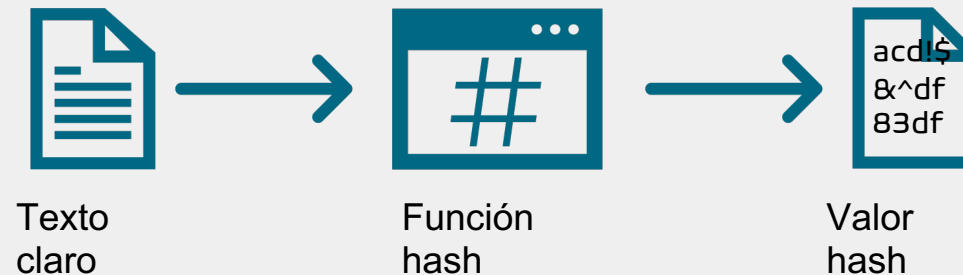 #
acd!$
&^df
83df
Texto
claro
Función
hash
Valor
hash